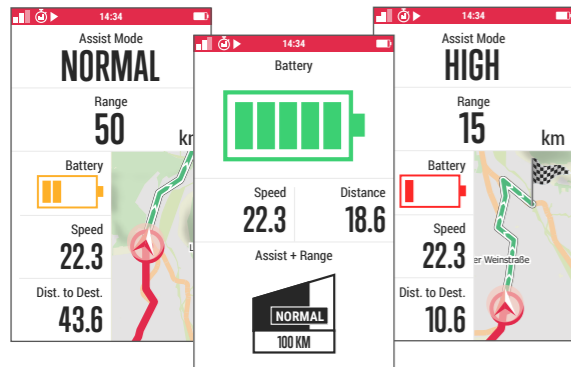 14:34
Assist Mode
NORMAL
Range
50
Battery
Speed
22.3
Dist. to Dest.
43.6
14:34
Battery
Speed
Distance
22.3
18.6
Assist + Range
NORMAL
100 KM
14:34
Assist Mode
HIGH
Range
15
km
Battery
Speed
22.3
er Weinstraße
Dist. to Dest.
10.6